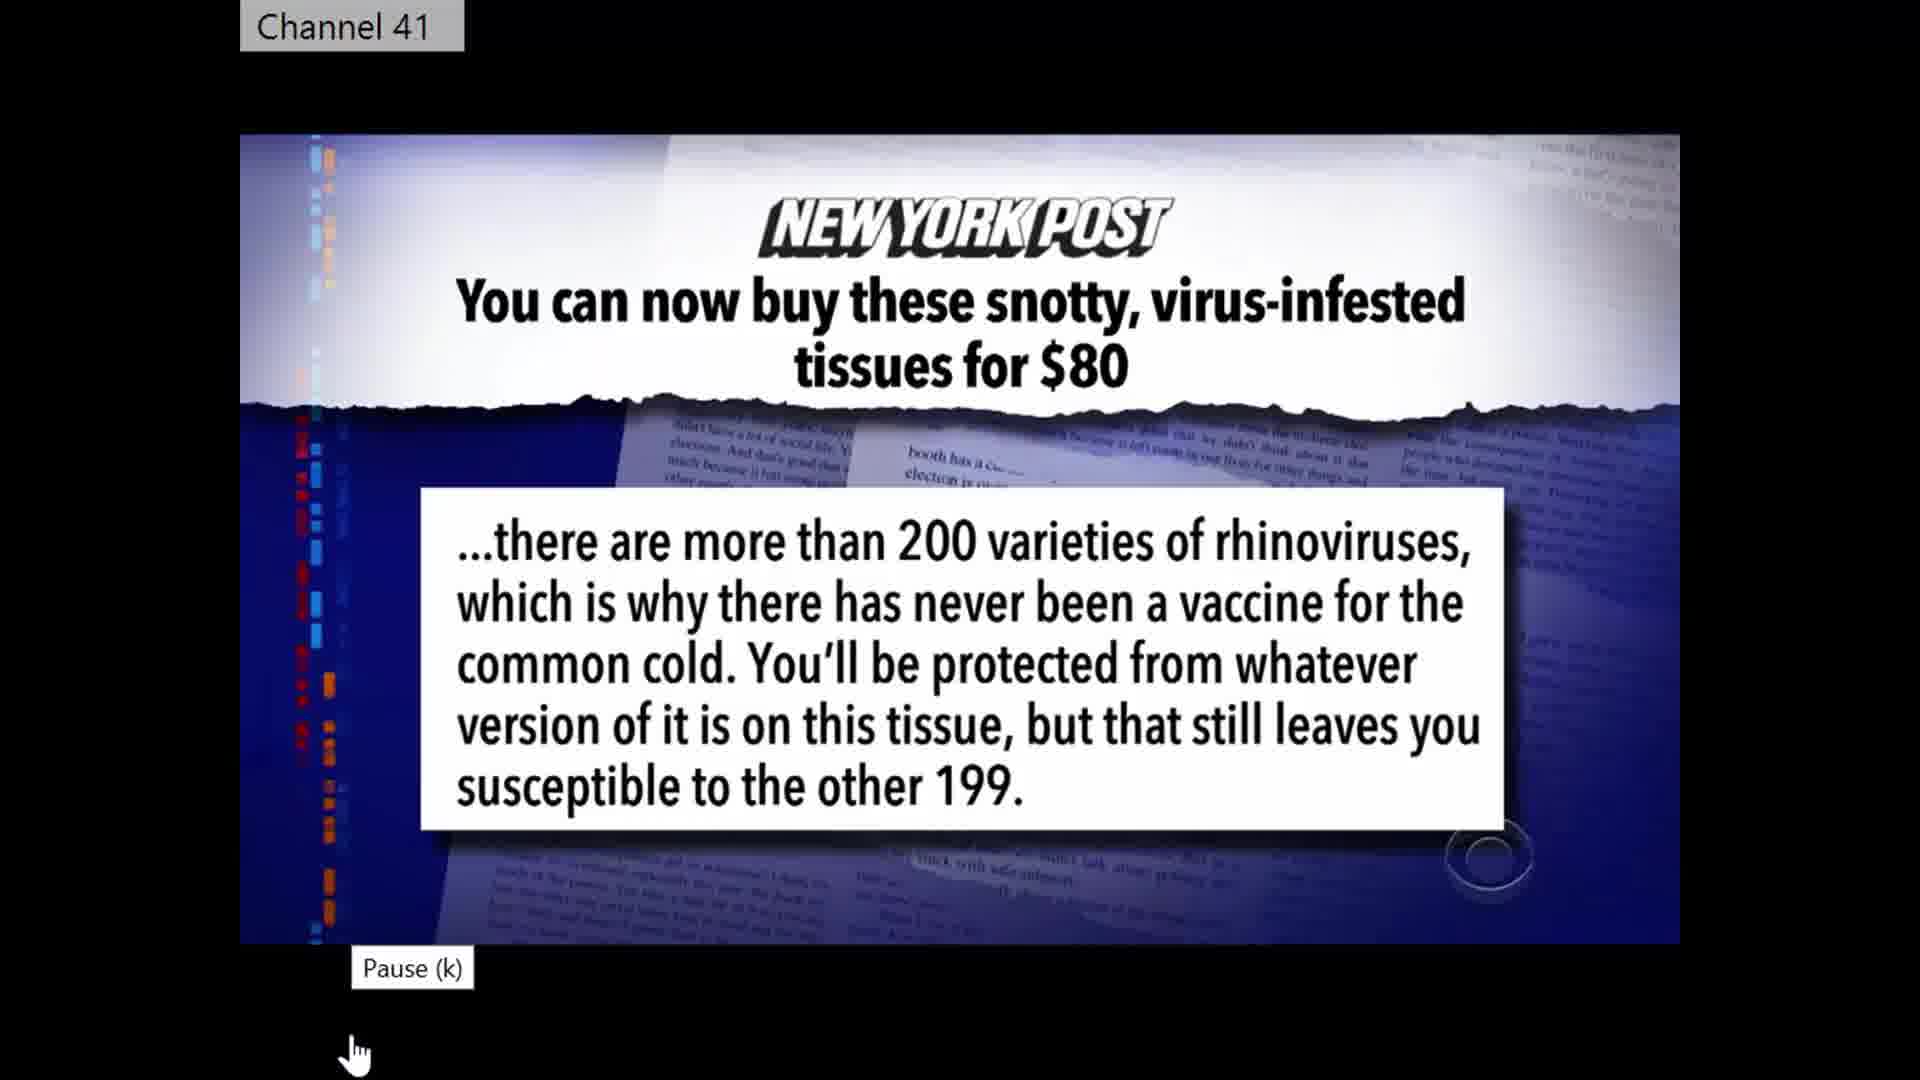 Channel 41
NEW YORK POST
You can now buy these snotty, virus-infested
tissues for $80
booth has a
...there are more than 200 varieties of rhinoviruses,
which is why there has never been a vaccine for the
common cold. You’ll be protected from whatever
version of it is on this tissue, but that still leaves you
susceptible to the other 199.
Pause (k)